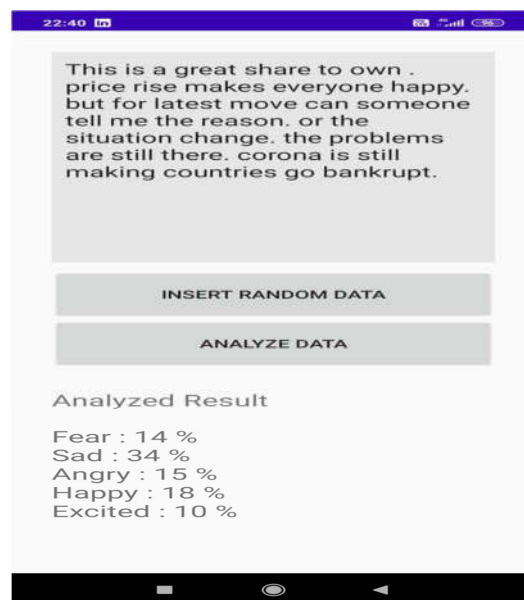 22:40 in
This is a great share to own .
price rise makes everyone happy.
but for latest move can someone
tell me the reason. or the
situation change. the problems
are still there. corona is still
making countries go bankrupt.
INSERT RANDOM DATA
ANALYZE DATA
Analyzed Result
Fear : 14 %
Sad : 34 %
Angry : 15 %
Happy : 18 %
Excited : 10 %